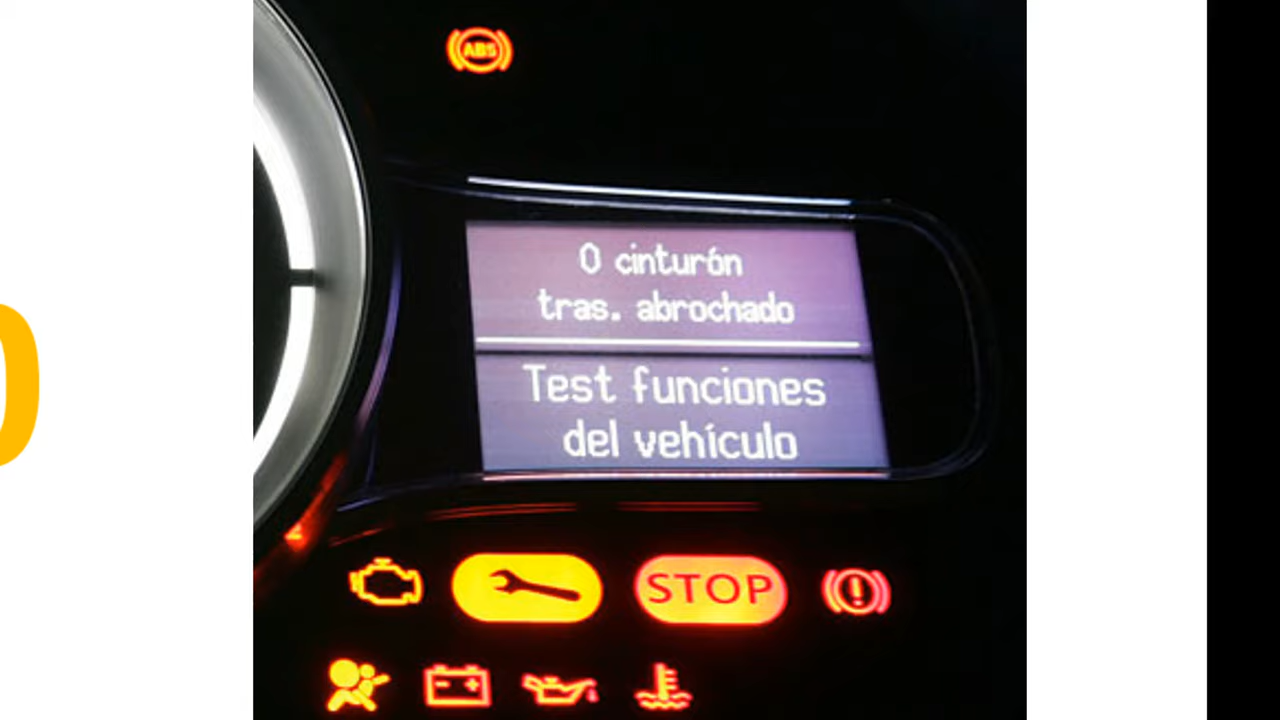 ABS
0 cinturón
tras. abrochado
Test funciones
del vehículo
STOP